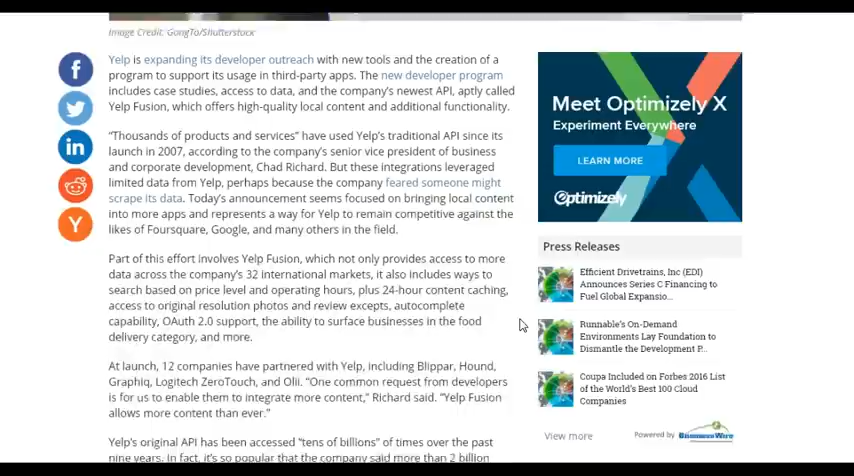 Image Credit: GongTo/Shutterstock
Yelp is expanding its developer outreach with new tools and the creation of a
program to support its usage in third-party apps. The new developer program
includes case studies, access to data, and the company's newest API, aptly called
Yelp Fusion, which offers high-quality local content and additional functionality.
"Thousands of products and services" have used Yelp's traditional API since its
launch in 2007, according to the company's senior vice president of business
and corporate development, Chad Richard. But these integrations leveraged
limited data from Yelp, perhaps because the company feared someone might
scrape its data. Today's announcement seems focused on bringing local content
into more apps and represents a way for Yelp to remain competitive against the
likes of Foursquare, Google, and many others in the field.
Part of this effort involves Yelp Fusion, which not only provides access to more
data across the company's 32 international markets, it also includes ways to
search based on price level and operating hours, plus 24-hour content caching,
access to original resolution photos and review excepts, autocomplete
capability, OAuth 2.0 support, the ability to surface businesses in the food
delivery category, and more.
At launch, 12 companies have partnered with Yelp, including Blippar, Hound,
Graphiq, Logitech ZeroTouch, and Olii. "One common request from developers
is for us to enable them to integrate more content," Richard said. "Yelp Fusion
allows more content than ever."
Yelp's original API has been accessed "tens of billions" of times over the past
nine years. In fact, it's so popular that the company said more than 2 billion
f
in
Y
Meet Optimizely X
Experiment Everywhere
LEARN MORE
Optimizely
Press Releases
Efficient Drivetrains, Inc (EDI)
Announces Series C Financing to
Fuel Global Expansio...
Runnable's On-Demand
Environments Lay Foundation to
Dismantle the Development P...
Coupa Included on Forbes 2016 List
of the World's Best 100 Cloud
Companies
View more
Powered by Business Wire